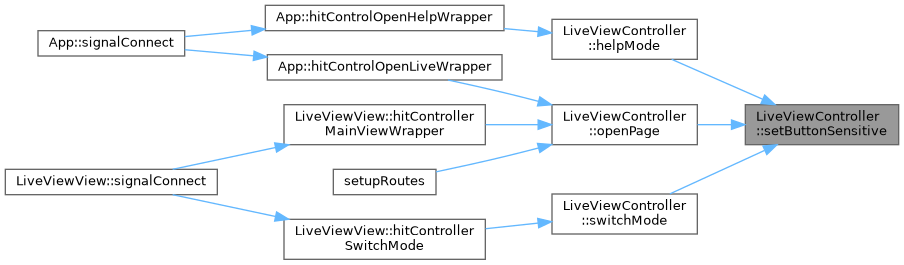 App::hitControlOpenHelpWrapper
LiveViewController
::helpMode
App::signalConnect
App::hitControlOpenLiveWrapper
LiveViewView::hitController
MainViewWrapper
LiveViewController
::openPage
LiveViewController
::setButtonSensitive
LiveViewView::signalConnect
setupRoutes
LiveViewController
::switchMode
LiveViewView::hitController
SwitchMode